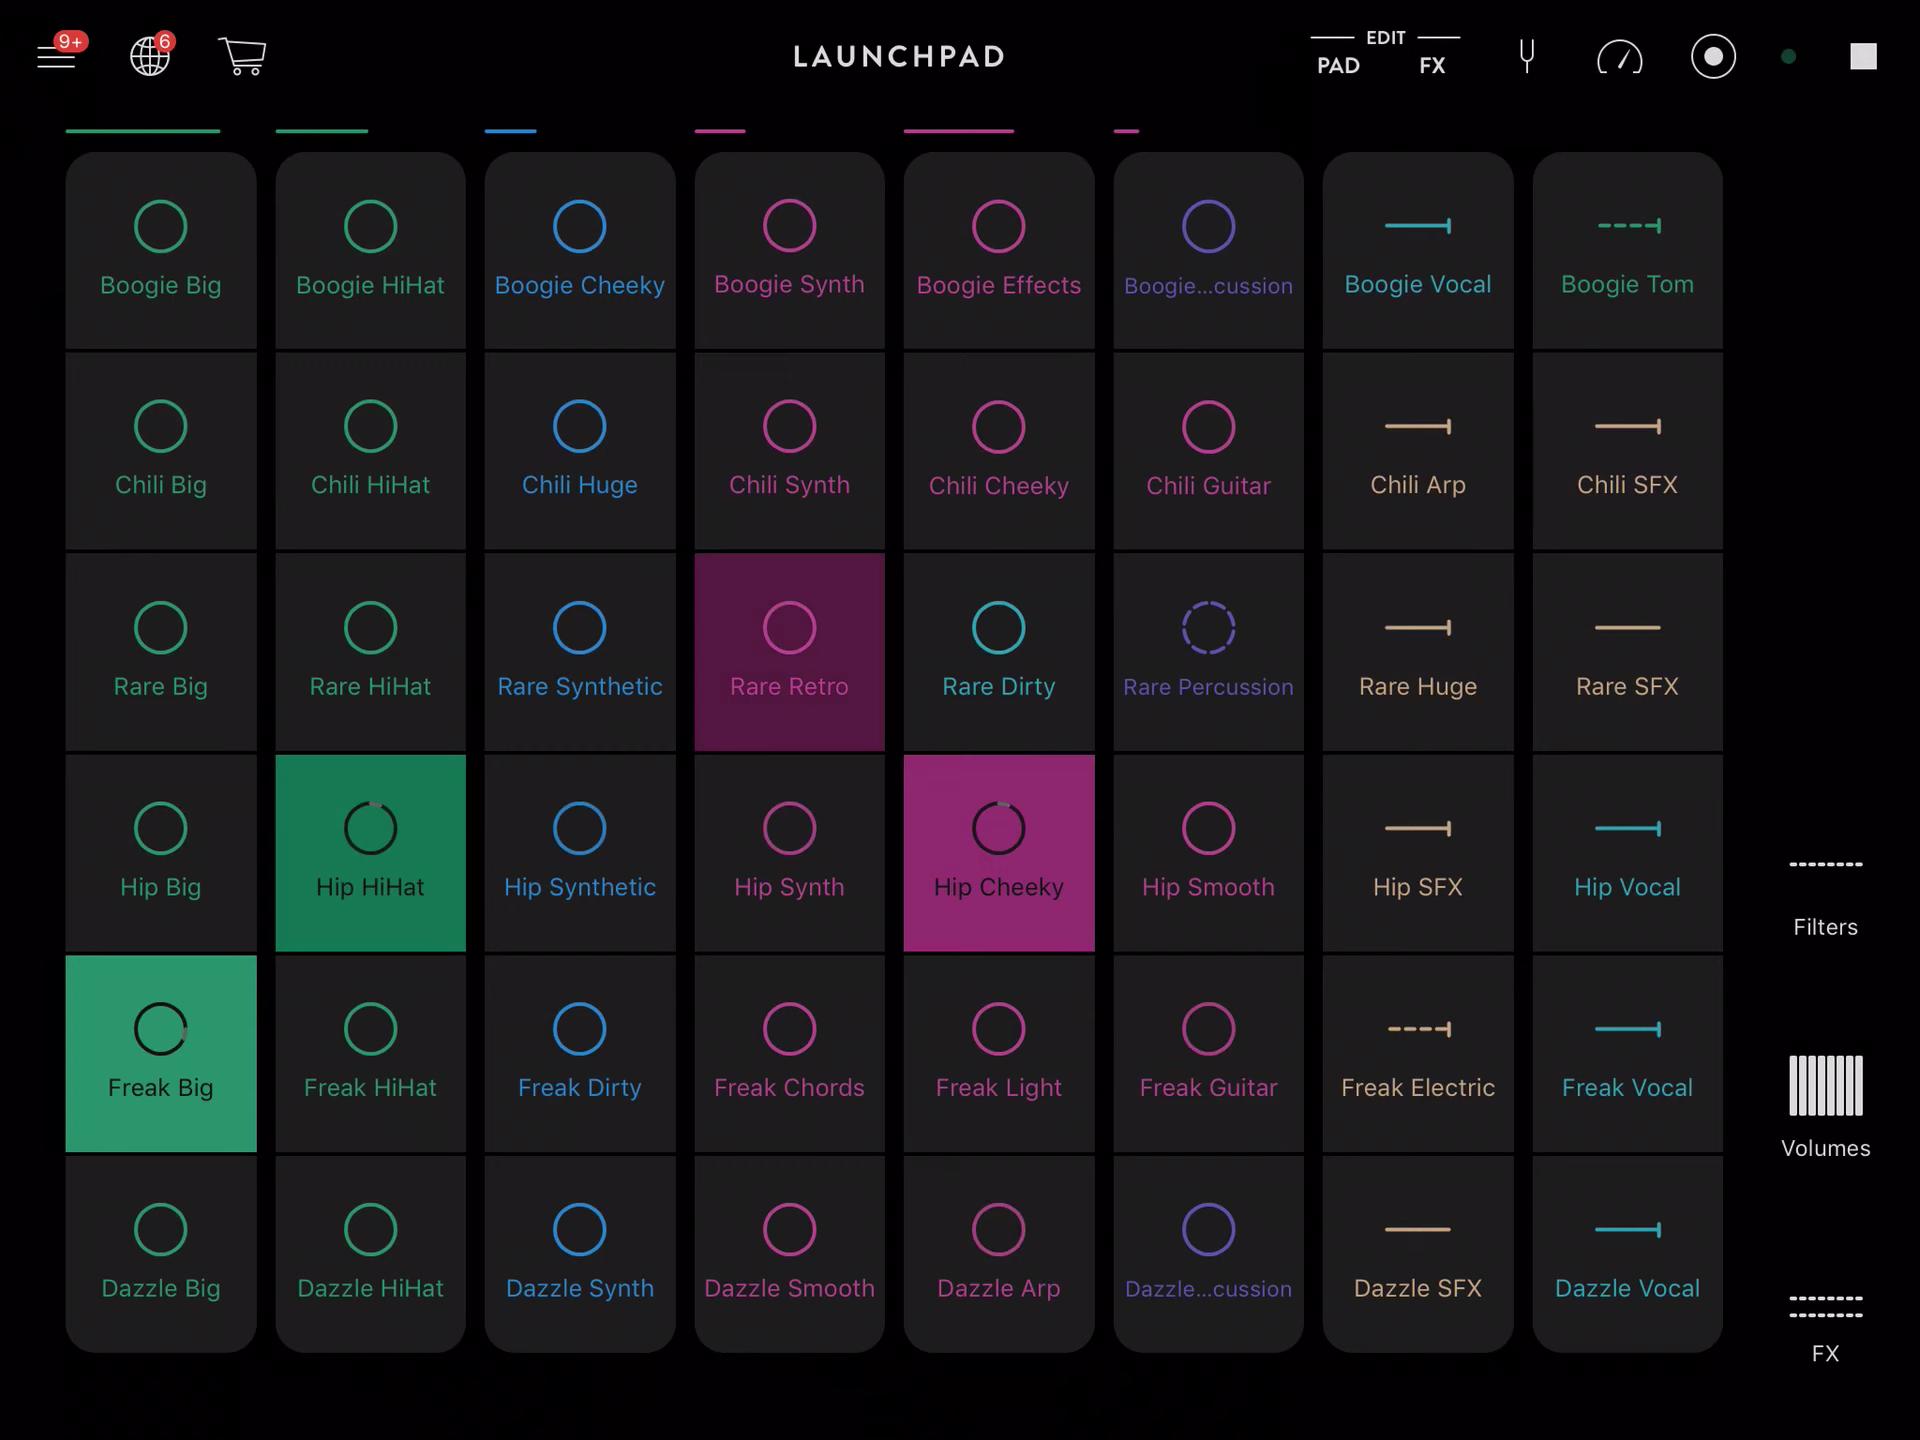 9+
6
LAUNCHPAD
EDIT
PAD FX
Boogie Big
Boogie HiHat
Boogie Cheeky
Boogie Synth
Boogie Effects
Boogie...cussion
Boogie Vocal
Boogie Tom
Chili Big
Chili HiHat
Chili Huge
Chili Synth
Chili Cheeky
Chili Guitar
Chili Arp
Chili SFX
Rare Big
Rare HiHat
Rare Synthetic
Rare Retro
Rare Dirty
Rare Percussion
Rare Huge
Rare SFX
Hip Big
Hip HiHat
Hip Synthetic
Hip Synth
Hip Cheeky
Hip Smooth
Hip SFX
Hip Vocal
Filters
Freak Big
Freak HiHat
Freak Dirty
Freak Chords
Freak Light
Freak Guitar
Freak Electric
Freak Vocal
Volumes
Dazzle Big
Dazzle HiHat
Dazzle Synth
Dazzle Smooth
Dazzle Arp
Dazzle...cussion
Dazzle SFX
Dazzle Vocal
FX